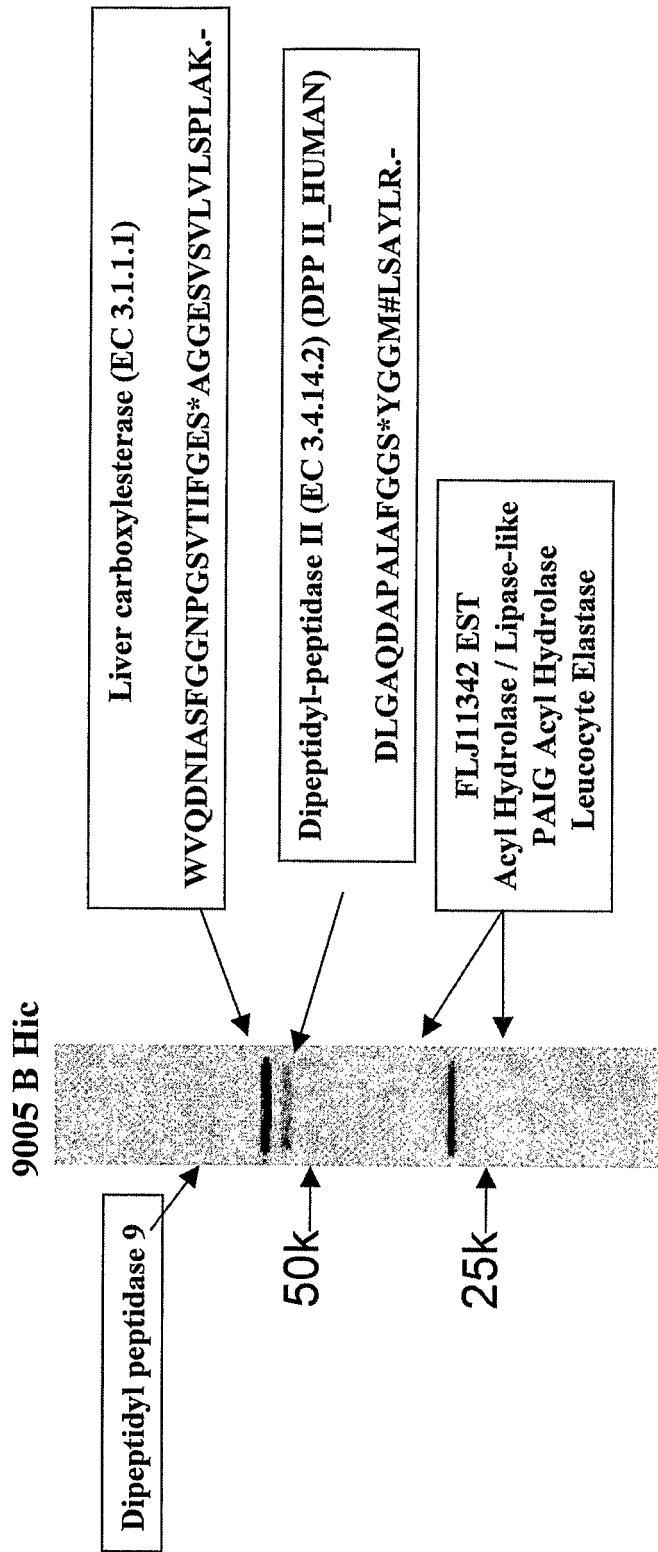 9005 B Hic
Dipeptidyl peptidase 9
50k
25k
Liver carboxylesterase (EC 3.1.1.1)
WVQDNIASFGGNPGSVTIFGES*AGGESVSVLVLSPLAK.-
Dipeptidyl-peptidase II (EC 3.4.14.2) (DPP II_HUMAN)
DLGAQDAPAIAFGGS*YGGM#LSAYLR.-
FLJ11342 EST
Acyl Hydrolase / Lipase-like
PAIG Acyl Hydrolase
Leucocyte Elastase